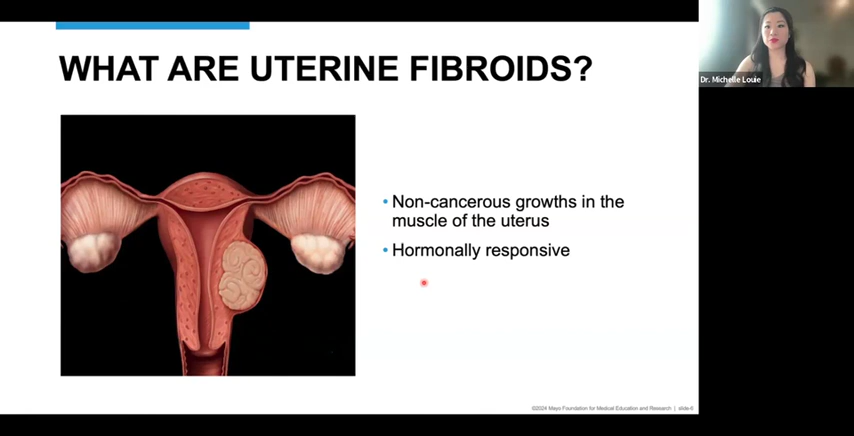 WHAT ARE UTERINE FIBROIDS?
Dr. Michelle Louie
• Non-cancerous growths in the
muscle of the uterus
• Hormonally responsive
©2024 Mayo Foundation for Medical Education and Research | slide-6